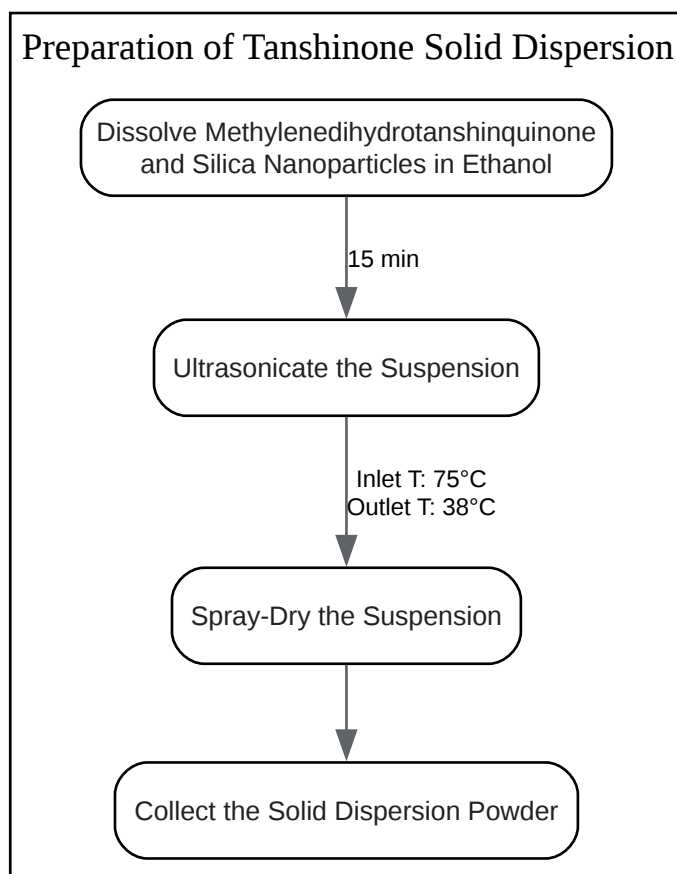 Preparation of Tanshinone Solid Dispersion
Dissolve Methylenedihydrotanshinquinone
and Silica Nanoparticles in Ethanol
15 min
Ultrasonicate the Suspension
Inlet T: 75°C
Outlet T: 38°C
Spray-Dry the Suspension
Collect the Solid Dispersion Powder